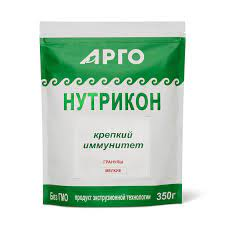 АРГО
НУТРИКОН
крепкий
иммунитет
ГРАНУЛЫ
МЕЛКИЕ
Без ГМО
продукт экструзионной технологии
350г